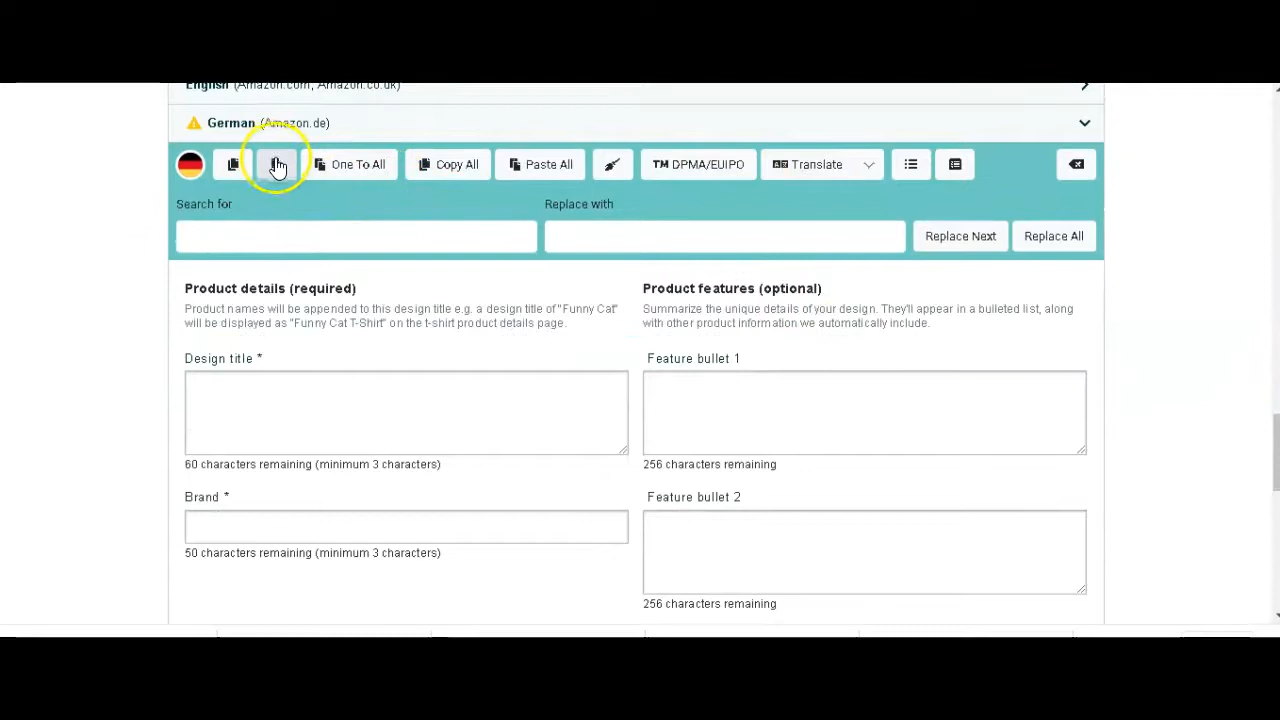 English (Amazon.com, Amazon.co.uk)
German (Amazon.de)
One To All
Copy All
Paste All
TM DPMA/EUIPO
Translate
Search for
Replace with
Replace Next
Replace All
Product details (required)
Product names will be appended to this design title e.g. a design title of "Funny Cat"
will be displayed as "Funny Cat T-Shirt" on the t-shirt product details page.
Product features (optional)
Summarize the unique details of your design. They'll appear in a bulleted list, along
with other product information we automatically include.
Design title *
60 characters remaining (minimum 3 characters)
Feature bullet 1
256 characters remaining
Brand *
50 characters remaining (minimum 3 characters)
Feature bullet 2
256 characters remaining